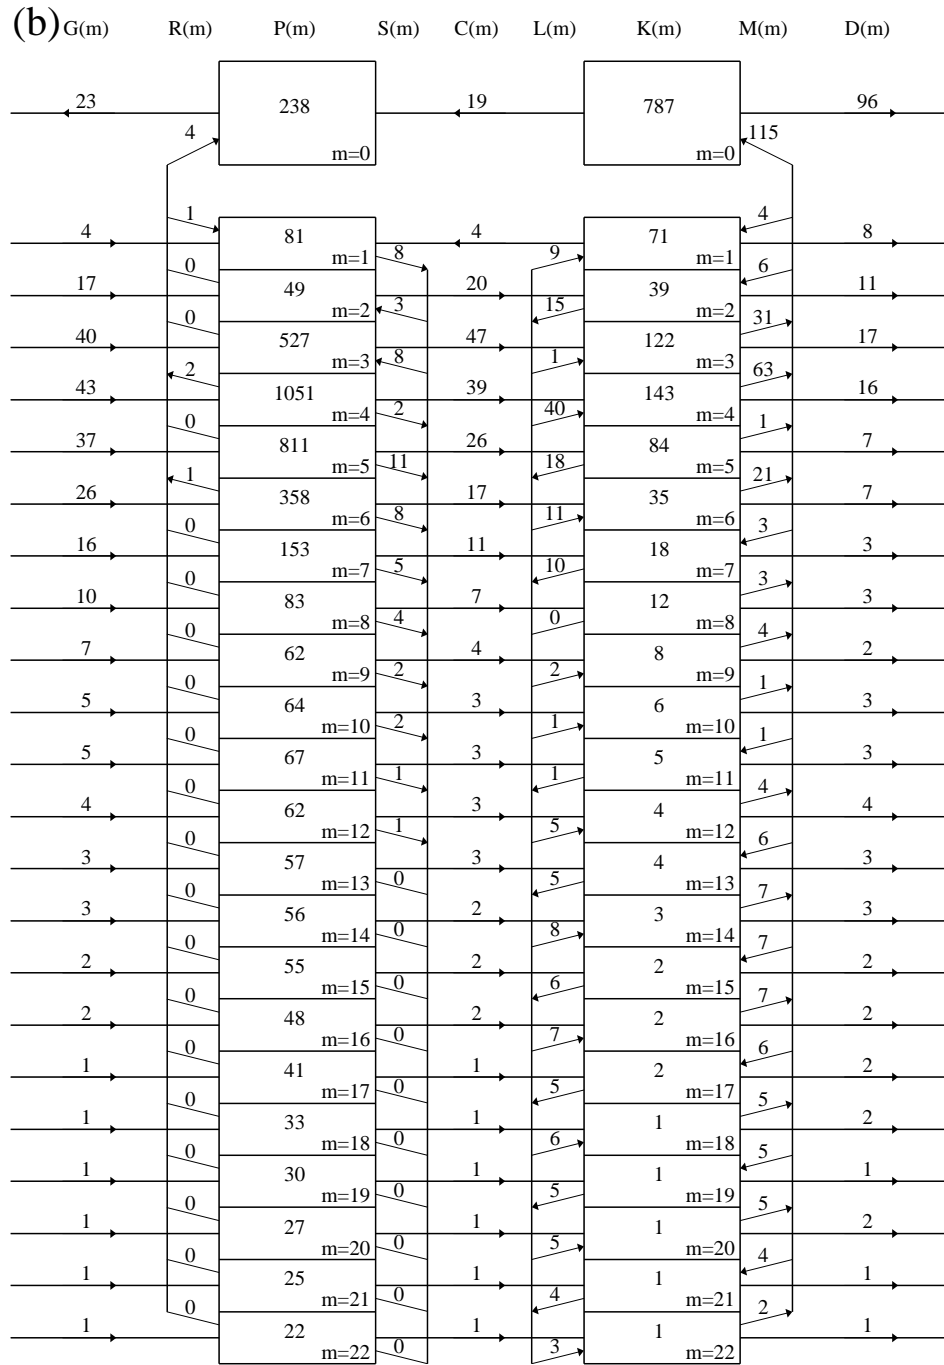 (b) G(m) R(m) P(m) S(m) C(m) L(m) K(m) M(m) D(m)
23 238 19 787 96
4 115
m=0 m=0
1 4
4 81 4 71 8
m=1 8 9 m=1
0 6
17 49 20 39 11
m=2 3 15 m=2
0 31
40 527 47 122 17
m=3 8 1 m=3
2 63
43 1051 39 143 16
m=4 2 40 m=4
0 1
37 811 26 84 7
m=5 11 18 m=5
1 21
26 358 17 35 7
m=6 8 11 m=6
0 3
16 153 11 18 3
m=7 5 10 m=7
0 3
10 83 7 12 3
m=8 4 0 m=8
0 4
7 62 4 8 2
m=9 2 2 m=9
0 1
5 64 3 6 3
m=10 2 1 m=10
0 1
5 67 3 5 3
m=11 1 1 m=11
0 4
4 62 3 4 4
m=12 1 5 m=12
0 6
3 57 3 4 3
m=13 0 5 m=13
0 7
3 56 2 3 3
m=14 0 8 m=14
0 7
2 55 2 2 2
m=15 0 6 m=15
0 7
2 48 2 2 2
m=16 0 7 m=16
0 6
1 41 1 2 2
m=17 0 5 m=17
0 5
1 33 1 1 2
m=18 0 6 m=18
0 5
1 30 1 1 1
m=19 0 5 m=19
0 5
1 27 1 1 2
m=20 0 5 m=20
0 4
1 25 1 1 1
m=21 0 4 m=21
0 2
1 22 1 1 1
m=22 0 3 m=22